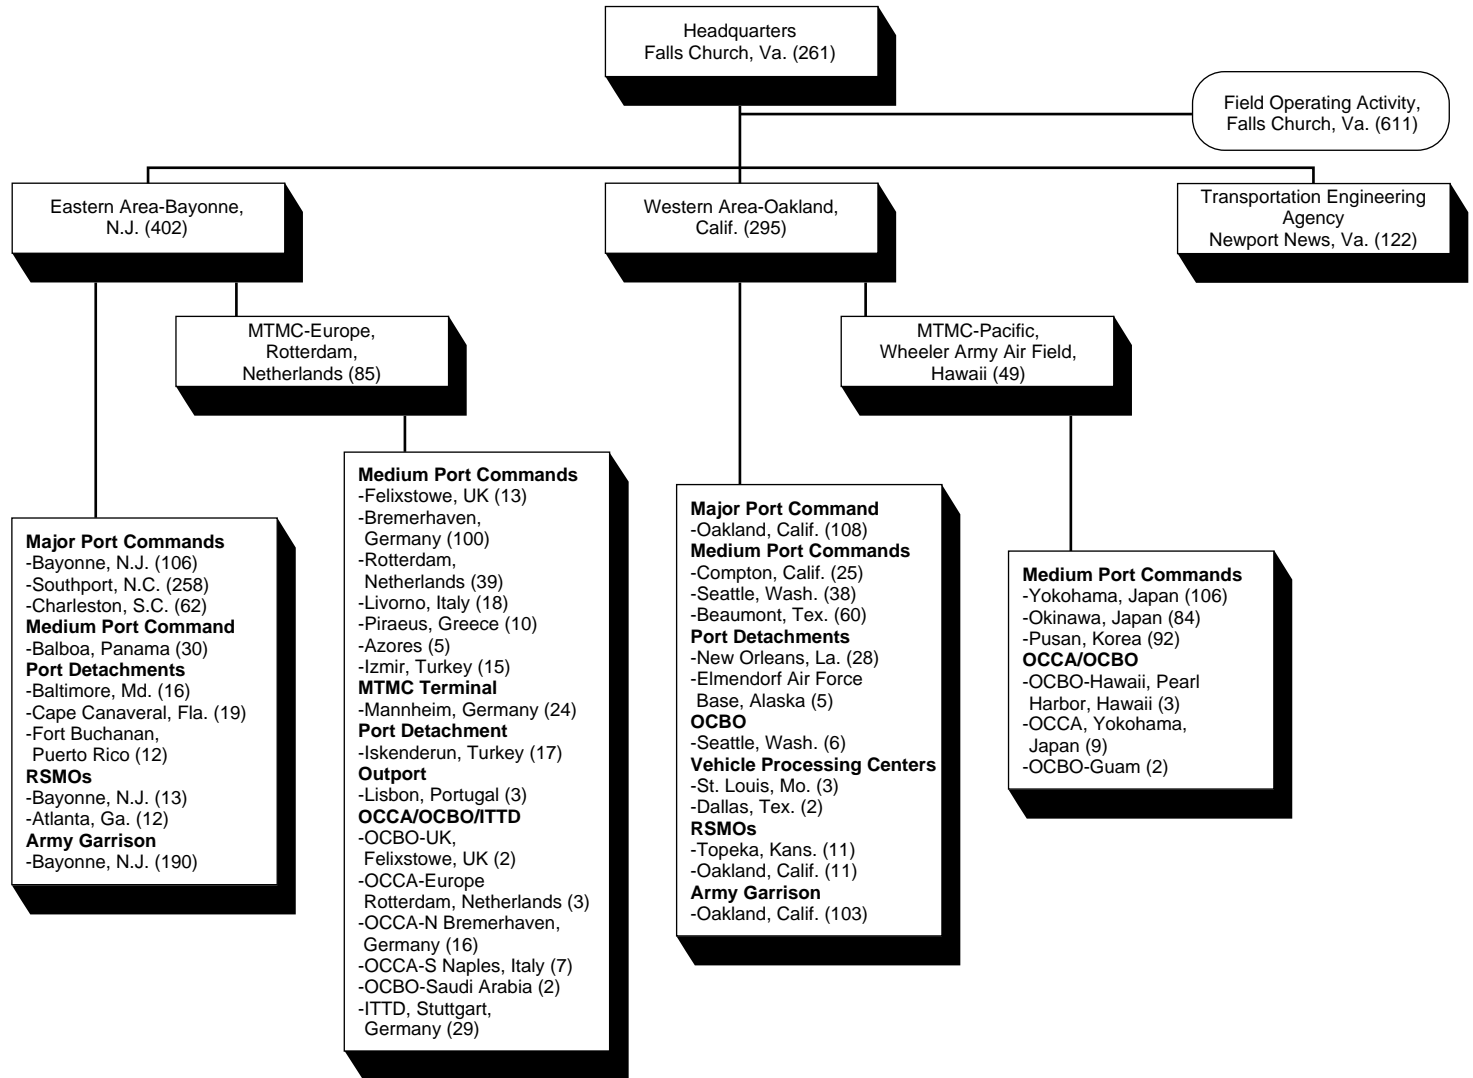 Headquarters
Falls Church, Va. (261)
Field Operating Activity,
Falls Church, Va. (611)
Eastern Area-Bayonne,
N.J. (402)
Western Area-Oakland,
Calif. (295)
Transportation Engineering
Agency
Newport News, Va. (122)
MTMC-Europe,
Rotterdam,
Netherlands (85)
MTMC-Pacific,
Wheeler Army Air Field,
Hawaii (49)
Major Port Commands
-Bayonne, N.J. (106)
-Southport, N.C. (258)
-Charleston, S.C. (62)
Medium Port Command
-Balboa, Panama (30)
Port Detachments
-Baltimore, Md. (16)
-Cape Canaveral, Fla. (19)
-Fort Buchanan,
Puerto Rico (12)
RSMOs
-Bayonne, N.J. (13)
-Atlanta, Ga. (12)
Army Garrison
-Bayonne, N.J. (190)
Medium Port Commands
-Felixstowe, UK (13)
-Bremerhaven,
Germany (100)
-Rotterdam,
Netherlands (39)
-Livorno, Italy (18)
-Piraeus, Greece (10)
-Azores (5)
-Izmir, Turkey (15)
MTMC Terminal
-Mannheim, Germany (24)
Port Detachment
-Iskenderun, Turkey (17)
Outport
-Lisbon, Portugal (3)
OCCA/OCBO/ITTD
-OCBO-UK,
Felixstowe, UK (2)
-OCCA-Europe
Rotterdam, Netherlands (3)
-OCCA-N Bremerhaven,
Germany (16)
-OCCA-S Naples, Italy (7)
-OCBO-Saudi Arabia (2)
-ITTD, Stuttgart,
Germany (29)
Major Port Command
-Oakland, Calif. (108)
Medium Port Commands
-Compton, Calif. (25)
-Seattle, Wash. (38)
-Beaumont, Tex. (60)
Port Detachments
-New Orleans, La. (28)
-Elmendorf Air Force
Base, Alaska (5)
OCBO
-Seattle, Wash. (6)
Vehicle Processing Centers
-St. Louis, Mo. (3)
-Dallas, Tex. (2)
RSMOs
-Topeka, Kans. (11)
-Oakland, Calif. (11)
Army Garrison
-Oakland, Calif. (103)
Medium Port Commands
-Yokohama, Japan (106)
-Okinawa, Japan (84)
-Pusan, Korea (92)
OCCA/OCBO
-OCBO-Hawaii, Pearl
Harbor, Hawaii (3)
-OCCA, Yokohama,
Japan (9)
-OCBO-Guam (2)